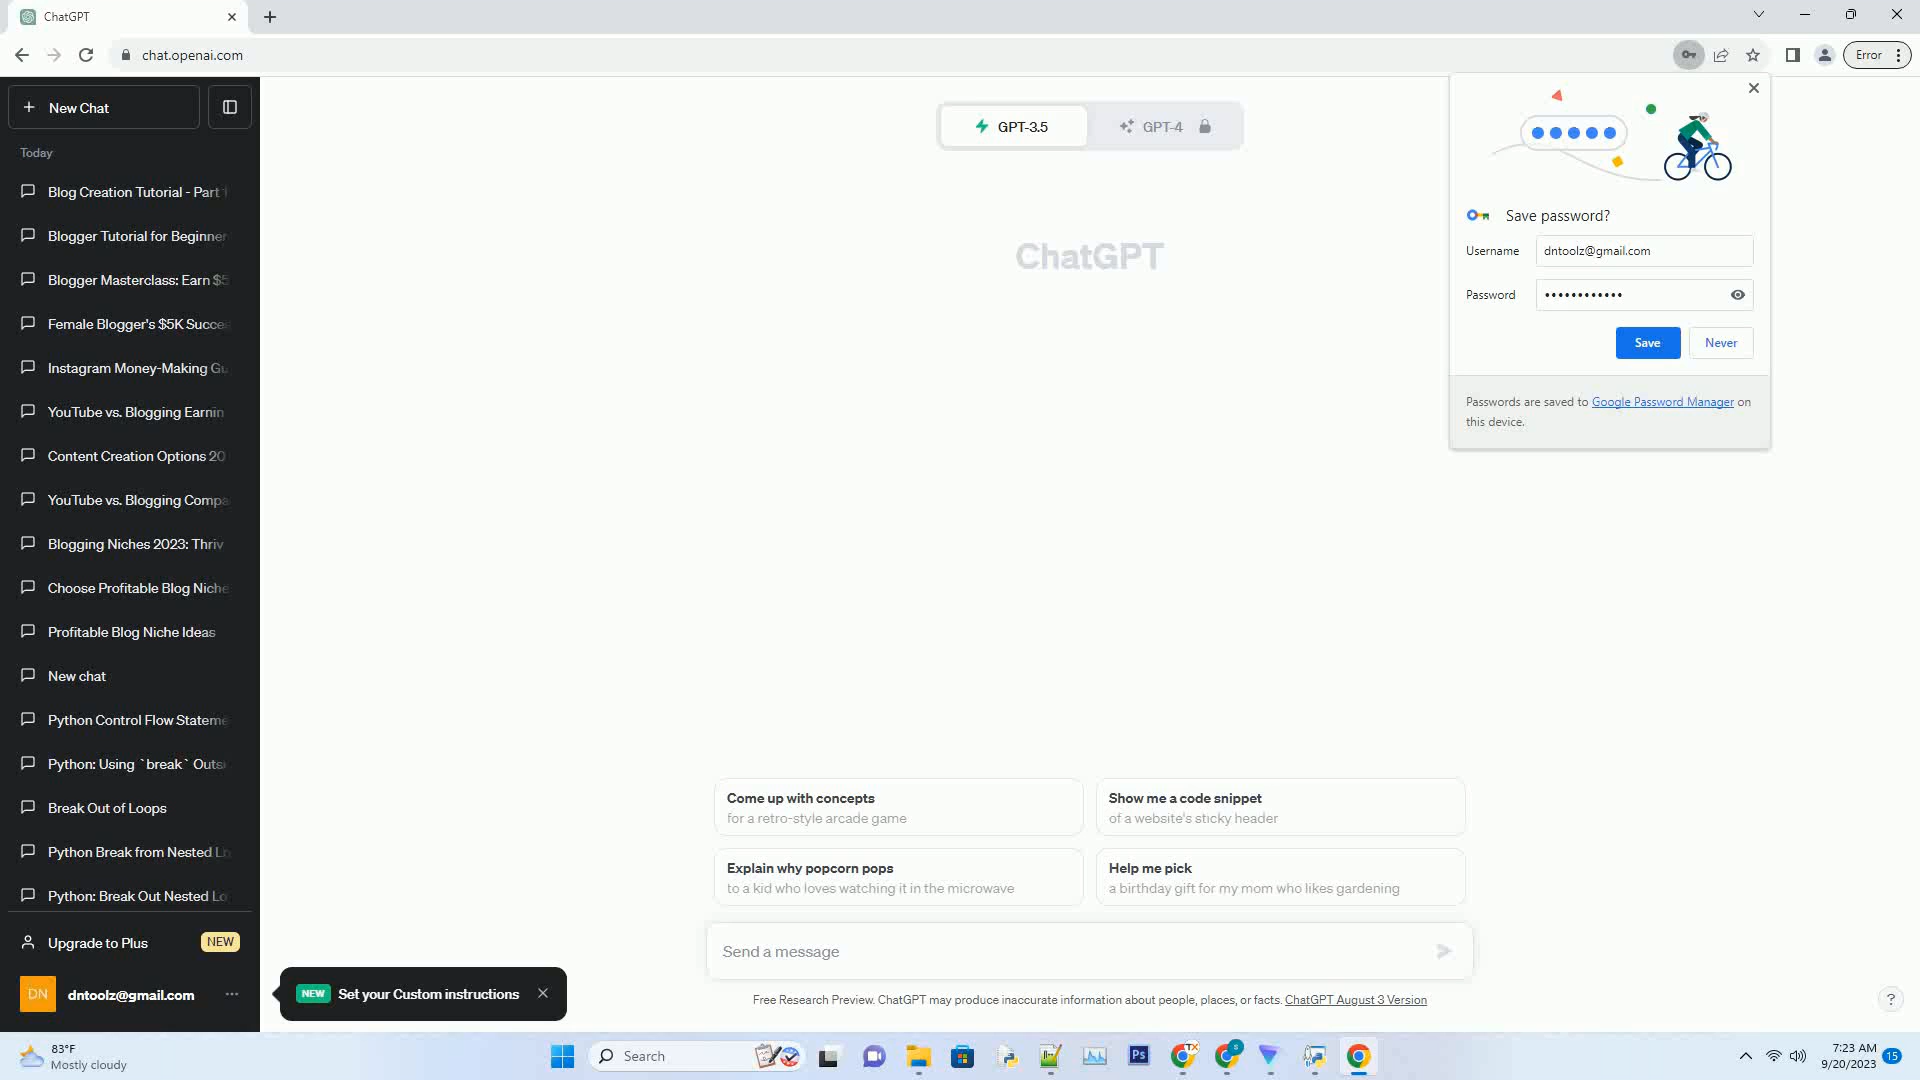 ChatGPT
chat.openai.com
Error
New Chat
Today
Blog Creation Tutorial - Part
Blogger Tutorial for Beginner
Blogger Masterclass: Earn $5
Female Blogger's $5K Succe
Instagram Money-Making Gu
YouTube vs. Blogging Earnin
Content Creation Options 20
YouTube vs. Blogging Compa
Blogging Niches 2023: Thriv
Choose Profitable Blog Niche
Profitable Blog Niche Ideas
New chat
Python Control Flow Stateme
Python: Using `break` Outs
Break Out of Loops
Python Break from Nested L
Python: Break Out Nested Lo
Upgrade to Plus NEW
DN dntoolz@gmail.com
GPT-3.5 GPT-4
ChatGPT
Save password?
Username dntoolz@gmail.com
Password ••••••••••••
Save Never
Passwords are saved to Google Password Manager on
this device.
Come up with concepts
for a retro-style arcade game
Show me a code snippet
of a website's sticky header
Explain why popcorn pops
to a kid who loves watching it in the microwave
Help me pick
a birthday gift for my mom who likes gardening
Send a message
NEW Set your Custom instructions
Free Research Preview. ChatGPT may produce inaccurate information about people, places, or facts. ChatGPT August 3 Version
?
83°F
Mostly cloudy
Search
Ps
TX
S
7:23 AM
9/20/2023
15